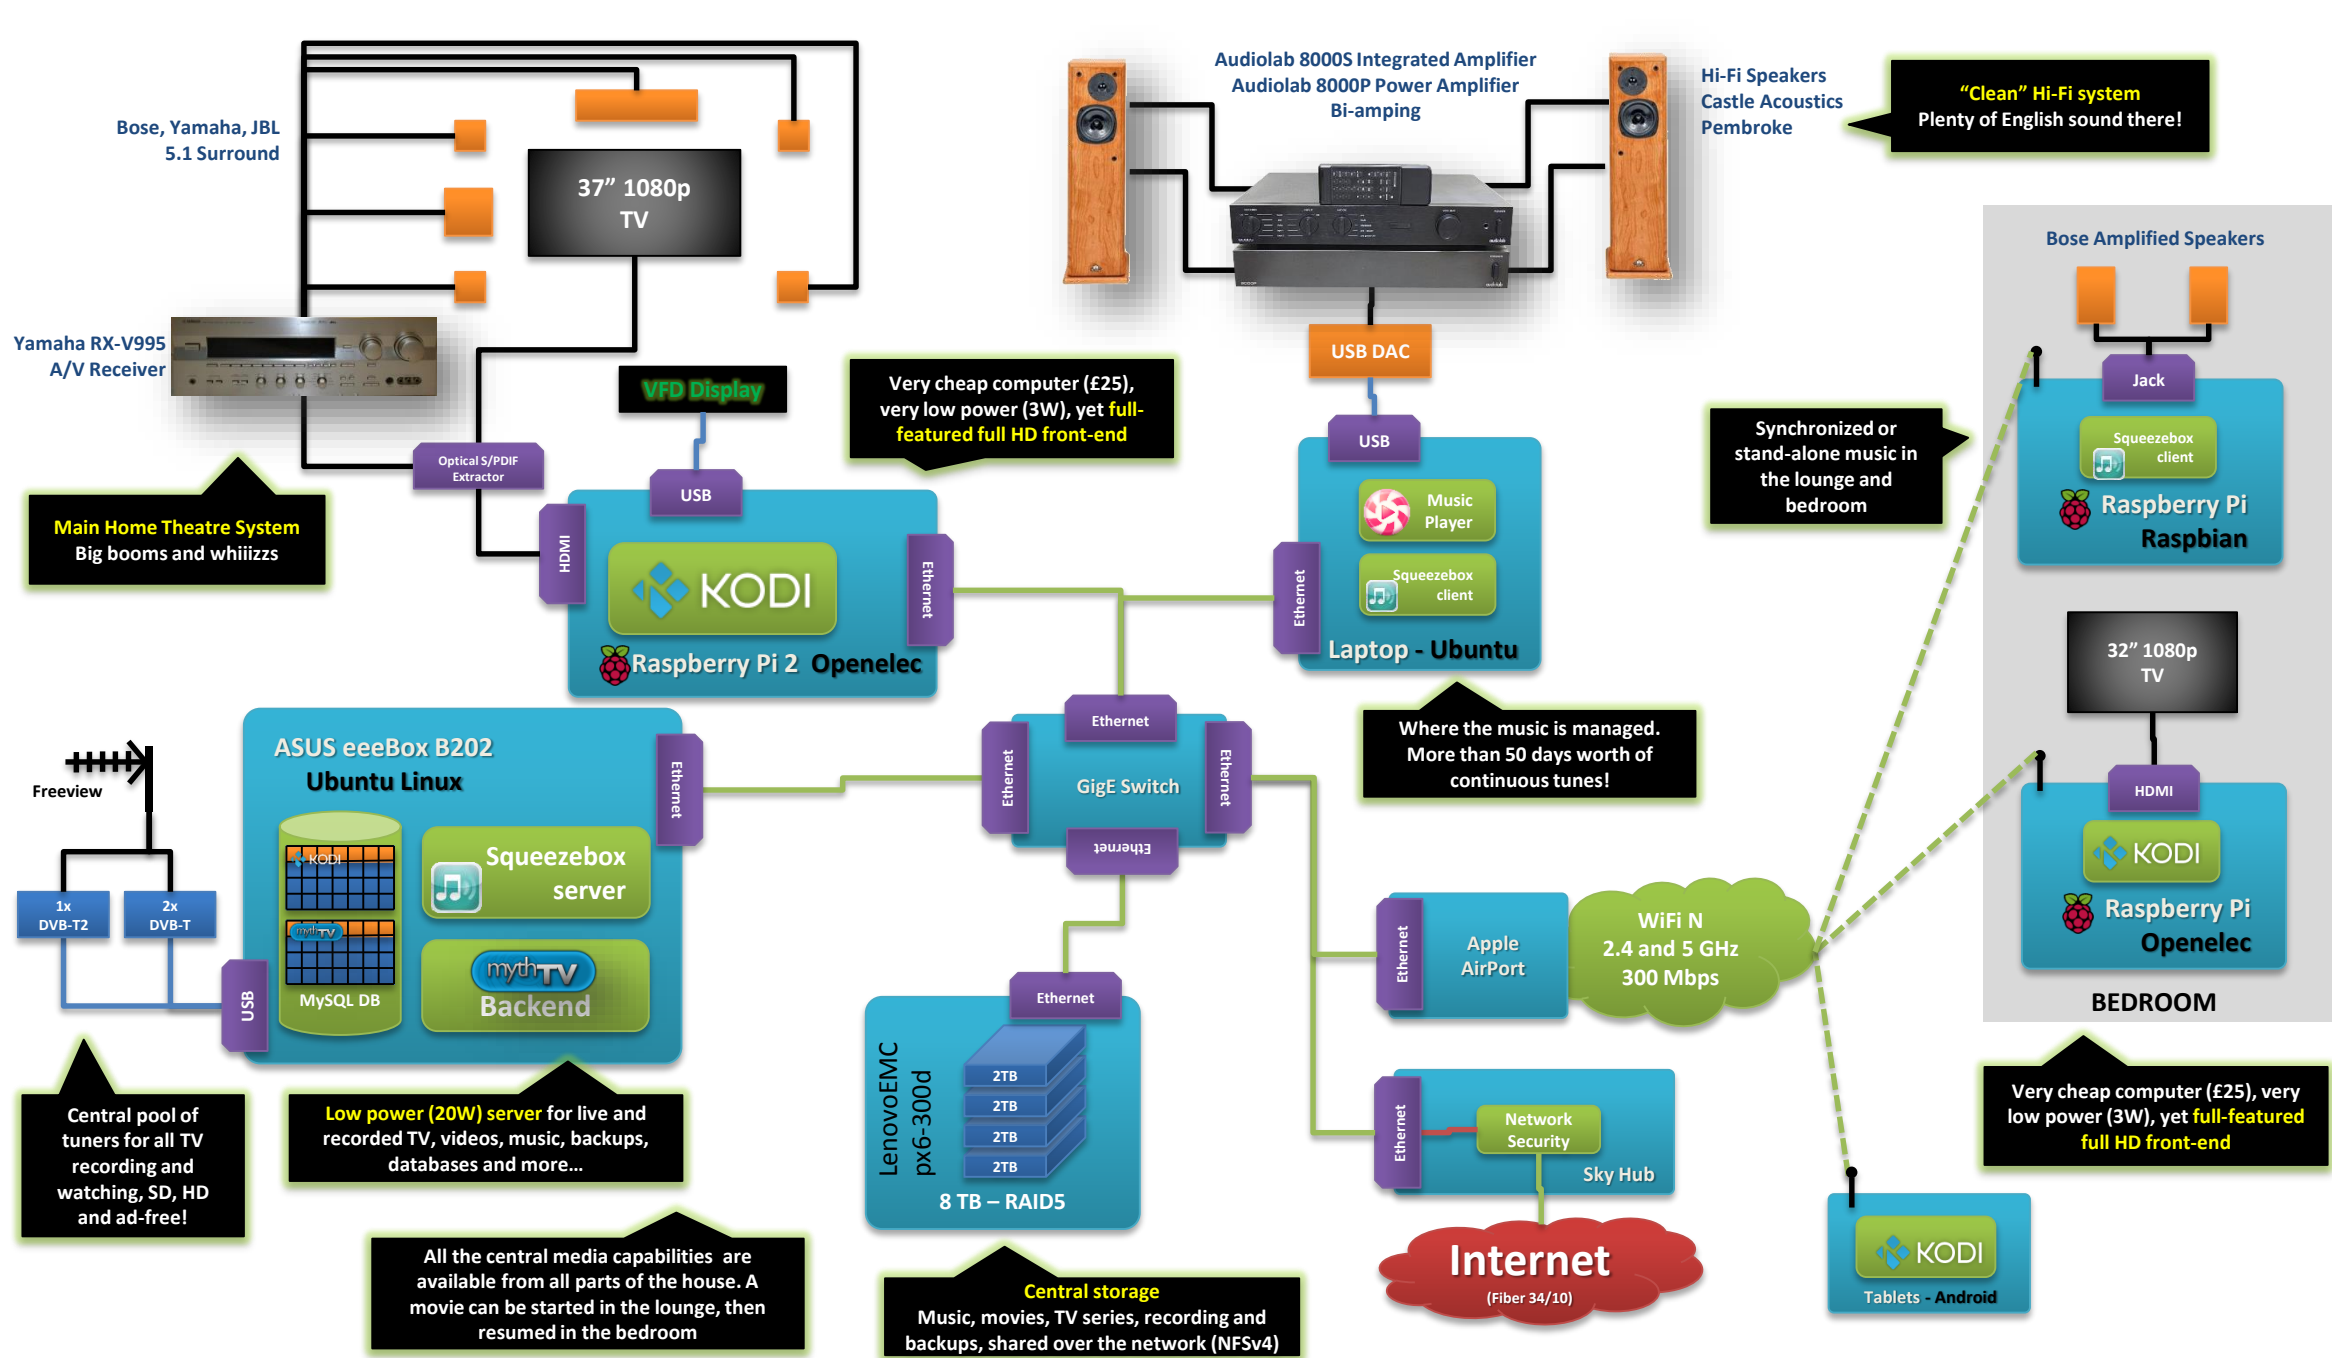 Bose, Yamaha, JBL
5.1 Surround
37” 1080p
TV
Yamaha RX-V995
A/V Receiver
Main Home Theatre System
Big booms and whiiizzs
Optical S/PDIF
Extractor
VFD Display
USB
HDMI
KODI
Ethernet
Raspberry Pi 2 Openelec
Very cheap computer (£25),
very low power (3W), yet full-
featured full HD front-end
Audiolab 8000S Integrated Amplifier
Audiolab 8000P Power Amplifier
Bi-amping
Hi-Fi Speakers
Castle Acoustics
Pembroke
“Clean” Hi-Fi system
Plenty of English sound there!
audiolab
USB DAC
USB
Music
Player
Squeezebox
client
Ethernet
Laptop - Ubuntu
Where the music is managed.
More than 50 days worth of
continuous tunes!
Bose Amplified Speakers
Jack
Squeezebox
client
Raspberry Pi
Raspbian
Synchronized or
stand-alone music in
the lounge and
bedroom
32” 1080p
TV
HDMI
KODI
Raspberry Pi
Openelec
BEDROOM
Very cheap computer (£25), very
low power (3W), yet full-featured
full HD front-end
Freeview
1x
DVB-T2
2x
DVB-T
USB
ASUS eeeBox B202
Ubuntu Linux
KODI
mythTV
MySQL DB
Squeezebox
server
mythTV
Backend
Ethernet
Central pool of
tuners for all TV
recording and
watching, SD, HD
and ad-free!
Low power (20W) server for live and
recorded TV, videos, music, backups,
databases and more...
All the central media capabilities are
available from all parts of the house. A
movie can be started in the lounge, then
resumed in the bedroom
Ethernet
Ethernet
GigE Switch
Ethernet
Ethernet
Ethernet
LenovoEMC
px6-300d
2TB
2TB
2TB
2TB
8 TB – RAID5
Central storage
Music, movies, TV series, recording and
backups, shared over the network (NFSv4)
Ethernet
Apple
AirPort
WiFi N
2.4 and 5 GHz
300 Mbps
Ethernet
Network
Security
Sky Hub
Internet
(Fiber 34/10)
KODI
Tablets - Android